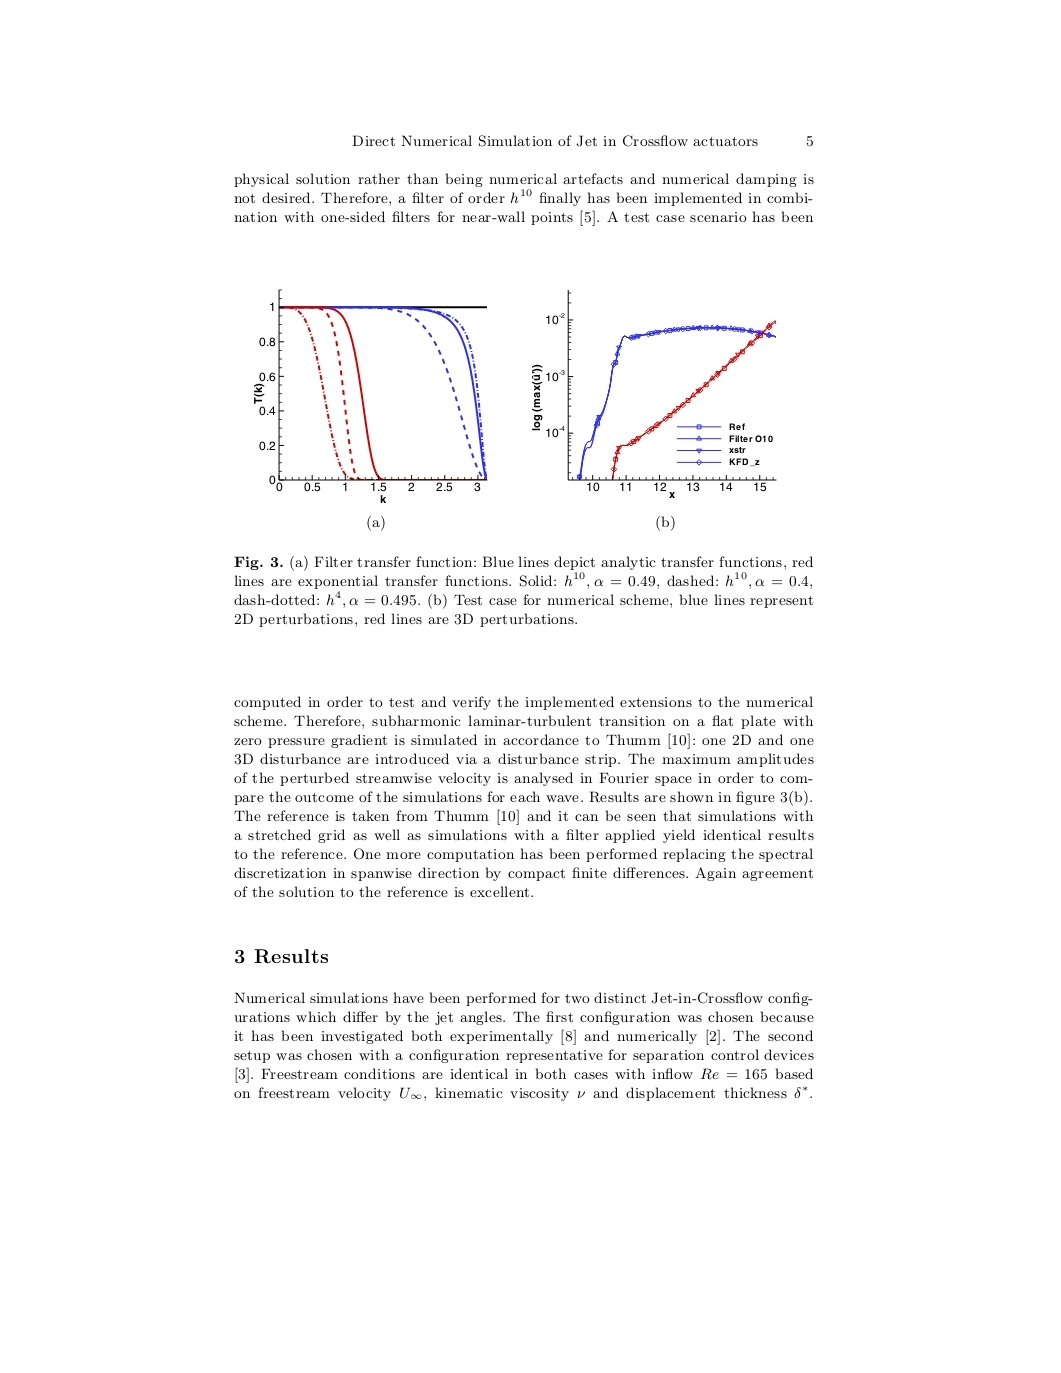 Direct Numerical Simulation of Jet in Crossflow actuators 5
physical solution rather than being numerical artefacts and numerical damping is
not desired. Therefore, a filter of order h^10 finally has been implemented in combi-
nation with one-sided filters for near-wall points [5]. A test case scenario has been
1
0.8
0.6
0.4
0.2
0
T(k)
0 0.5 1 1.5 2 2.5 3
k
(a)
10^-2
10^-3
10^-4
log (max(û'))
Ref
Filter O10
xstr
KFD_z
10 11 12 13 14 15
x
(b)
Fig. 3. (a) Filter transfer function: Blue lines depict analytic transfer functions, red
lines are exponential transfer functions. Solid: h^10, α = 0.49, dashed: h^10, α = 0.4,
dash-dotted: h^4, α = 0.495. (b) Test case for numerical scheme, blue lines represent
2D perturbations, red lines are 3D perturbations.
computed in order to test and verify the implemented extensions to the numerical
scheme. Therefore, subharmonic laminar-turbulent transition on a flat plate with
zero pressure gradient is simulated in accordance to Thumm [10]: one 2D and one
3D disturbance are introduced via a disturbance strip. The maximum amplitudes
of the perturbed streamwise velocity is analysed in Fourier space in order to com-
pare the outcome of the simulations for each wave. Results are shown in figure 3(b).
The reference is taken from Thumm [10] and it can be seen that simulations with
a stretched grid as well as simulations with a filter applied yield identical results
to the reference. One more computation has been performed replacing the spectral
discretization in spanwise direction by compact finite differences. Again agreement
of the solution to the reference is excellent.
3 Results
Numerical simulations have been performed for two distinct Jet-in-Crossflow config-
urations which differ by the jet angles. The first configuration was chosen because
it has been investigated both experimentally [8] and numerically [2]. The second
setup was chosen with a configuration representative for separation control devices
[3]. Freestream conditions are identical in both cases with inflow Re = 165 based
on freestream velocity U∞, kinematic viscosity ν and displacement thickness δ*.